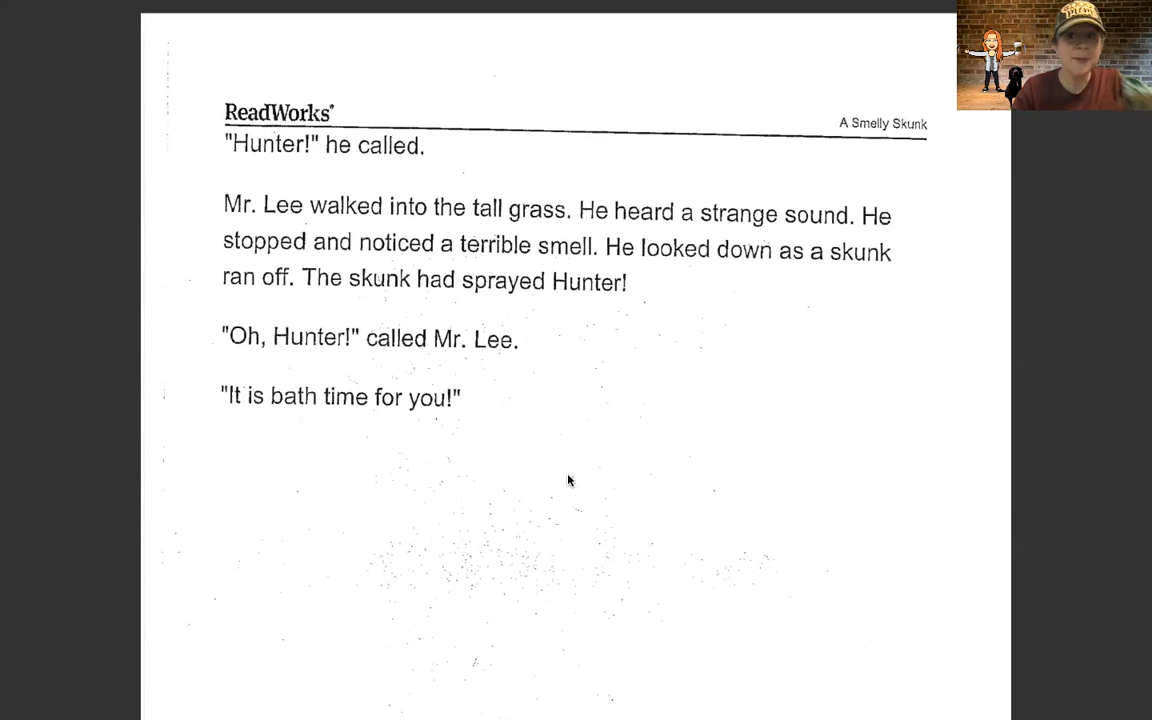 ReadWorks®
A Smelly Skunk
"Hunter!" he called.
Mr. Lee walked into the tall grass. He heard a strange sound. He
stopped and noticed a terrible smell. He looked down as a skunk
ran off. The skunk had sprayed Hunter!
"Oh, Hunter!" called Mr. Lee.
"It is bath time for you!"